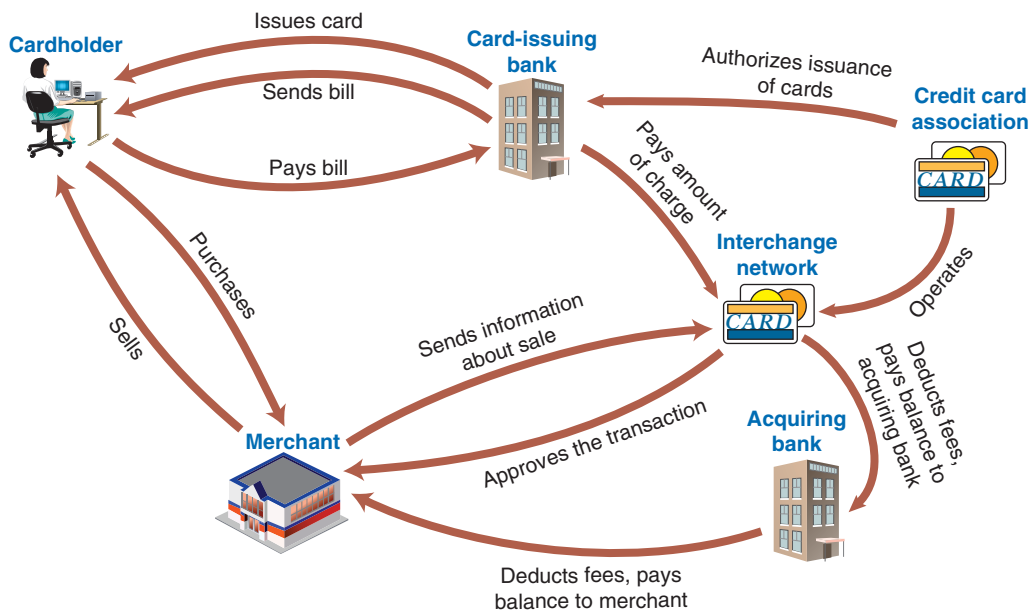 Issues card
Cardholder
Card-issuing
bank
Authorizes issuance
of cards
Sends bill
Credit card
association
Pays bill
Pays amount
of charge
CARD
Interchange
network
Purchases
Operates
CARD
Sells
Sends information
about sale
Deducts fees,
pays balance to
acquiring bank
Merchant
Approves the transaction
Acquiring
bank
Deducts fees, pays
balance to merchant